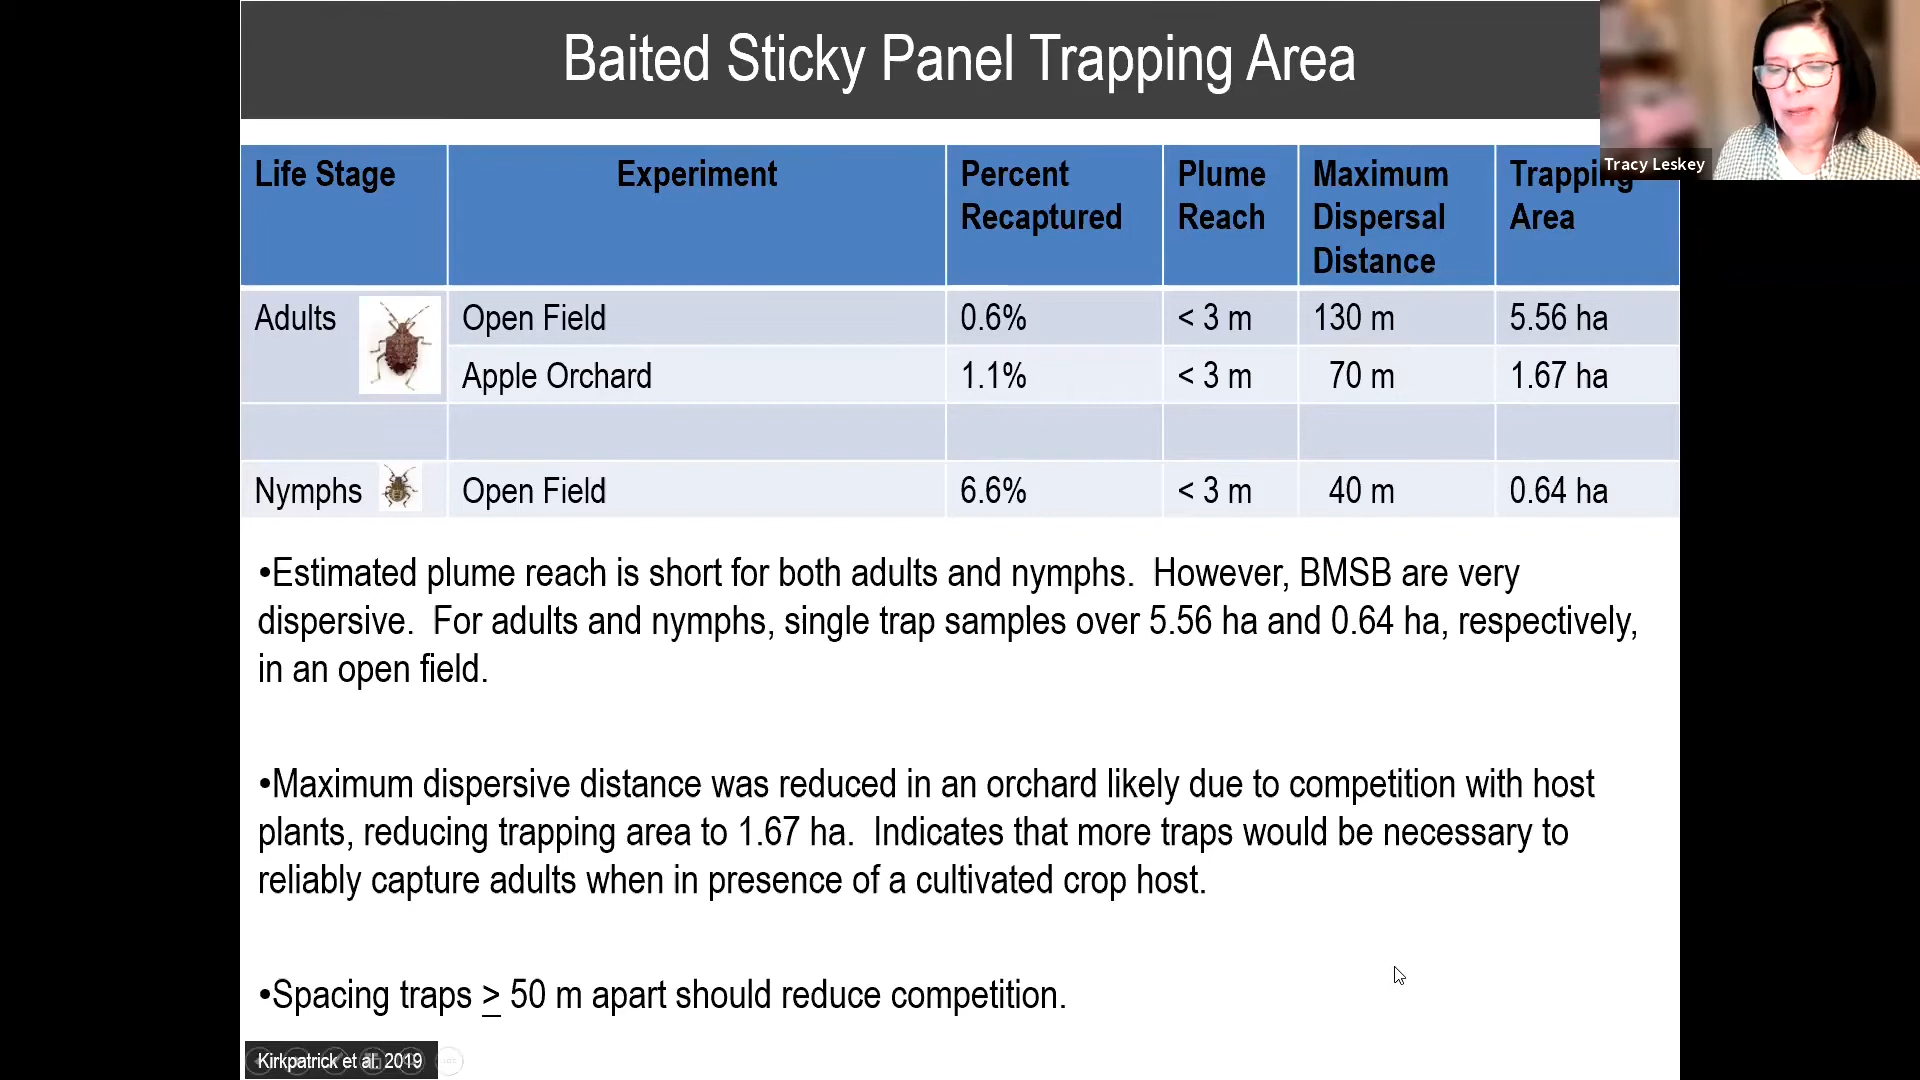 Baited Sticky Panel Trapping Area
Tracy Leskey
Life Stage Experiment Percent Recaptured Plume Reach Maximum Dispersal Distance Trapping Area
Adults Open Field 0.6% < 3 m 130 m 5.56 ha
Apple Orchard 1.1% < 3 m 70 m 1.67 ha
Nymphs Open Field 6.6% < 3 m 40 m 0.64 ha
•Estimated plume reach is short for both adults and nymphs. However, BMSB are very
dispersive. For adults and nymphs, single trap samples over 5.56 ha and 0.64 ha, respectively,
in an open field.
•Maximum dispersive distance was reduced in an orchard likely due to competition with host
plants, reducing trapping area to 1.67 ha. Indicates that more traps would be necessary to
reliably capture adults when in presence of a cultivated crop host.
•Spacing traps ≥ 50 m apart should reduce competition.
Kirkpatrick et al. 2019